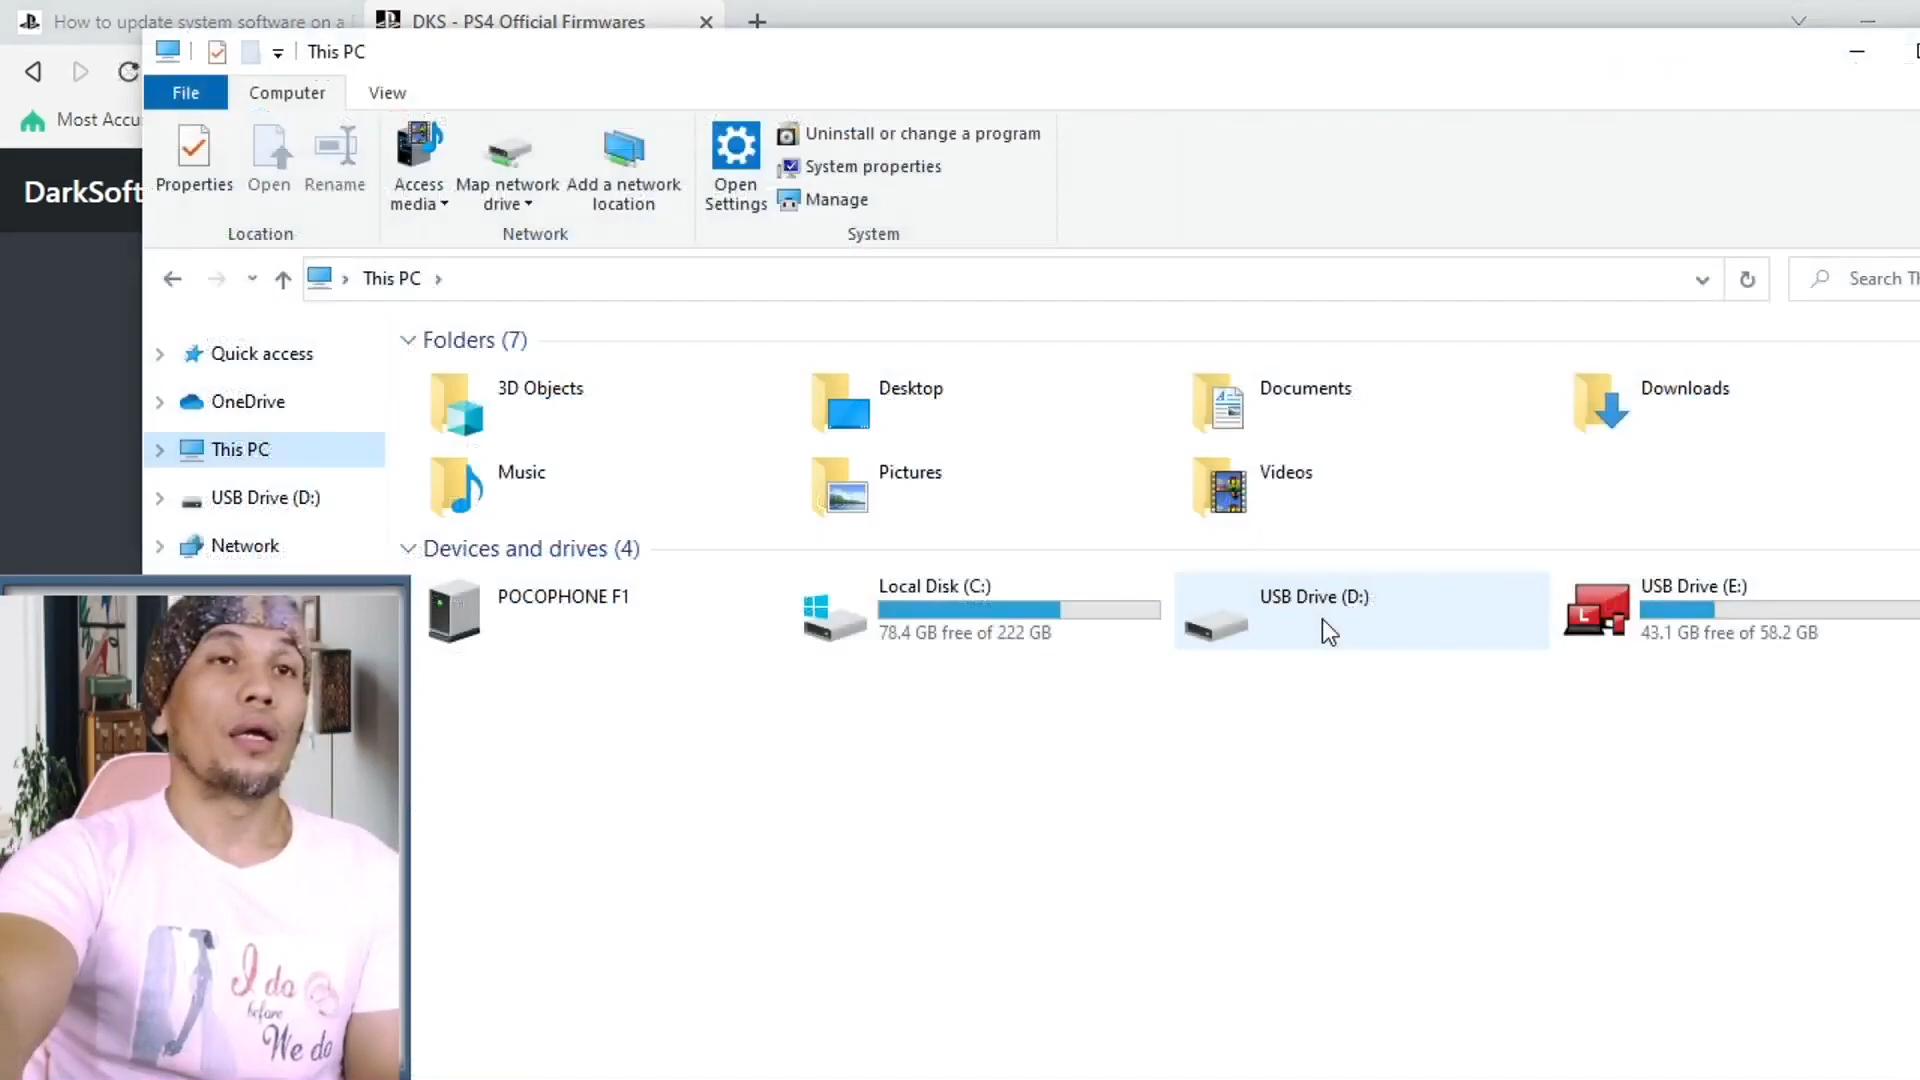 How to update system software on a
DKS - PS4 Official Firmwares
This PC
File
Computer
View
Most Accu
Properties
Open
Rename
Access media
Map network drive
Add a network location
Open Settings
Uninstall or change a program
System properties
Manage
Location
Network
System
DarkSoft
This PC
Search Th
Quick access
OneDrive
This PC
USB Drive (D:)
Network
Folders (7)
3D Objects
Desktop
Documents
Downloads
Music
Pictures
Videos
Devices and drives (4)
POCOPHONE F1
Local Disk (C:)
78.4 GB free of 222 GB
USB Drive (D:)
USB Drive (E:)
43.1 GB free of 58.2 GB
I do
before
We do